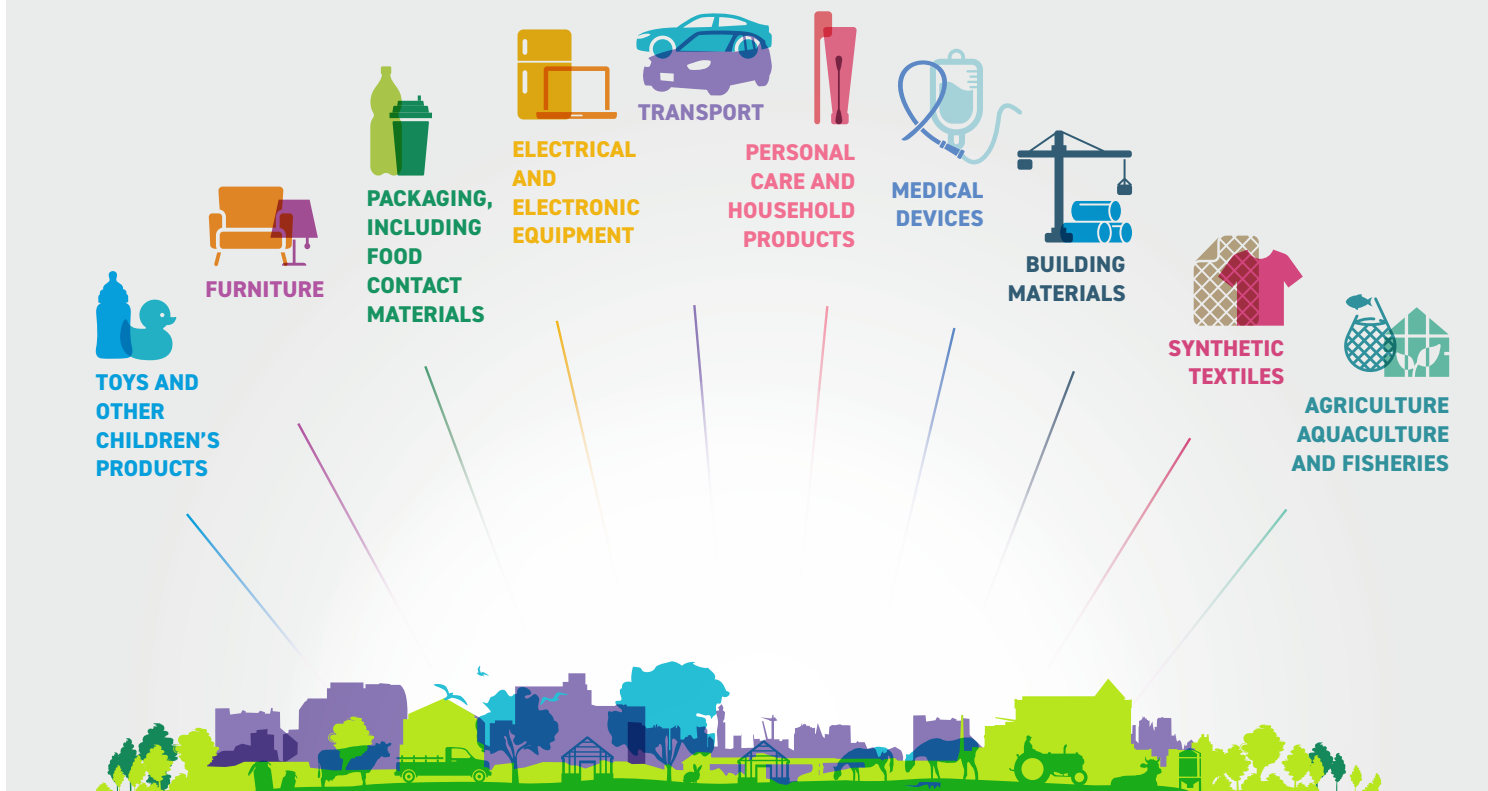 TOYS AND
OTHER
CHILDREN'S
PRODUCTS
FURNITURE
PACKAGING,
INCLUDING
FOOD
CONTACT
MATERIALS
ELECTRICAL
AND
ELECTRONIC
EQUIPMENT
TRANSPORT
PERSONAL
CARE AND
HOUSEHOLD
PRODUCTS
MEDICAL
DEVICES
BUILDING
MATERIALS
SYNTHETIC
TEXTILES
AGRICULTURE
AQUACULTURE
AND FISHERIES